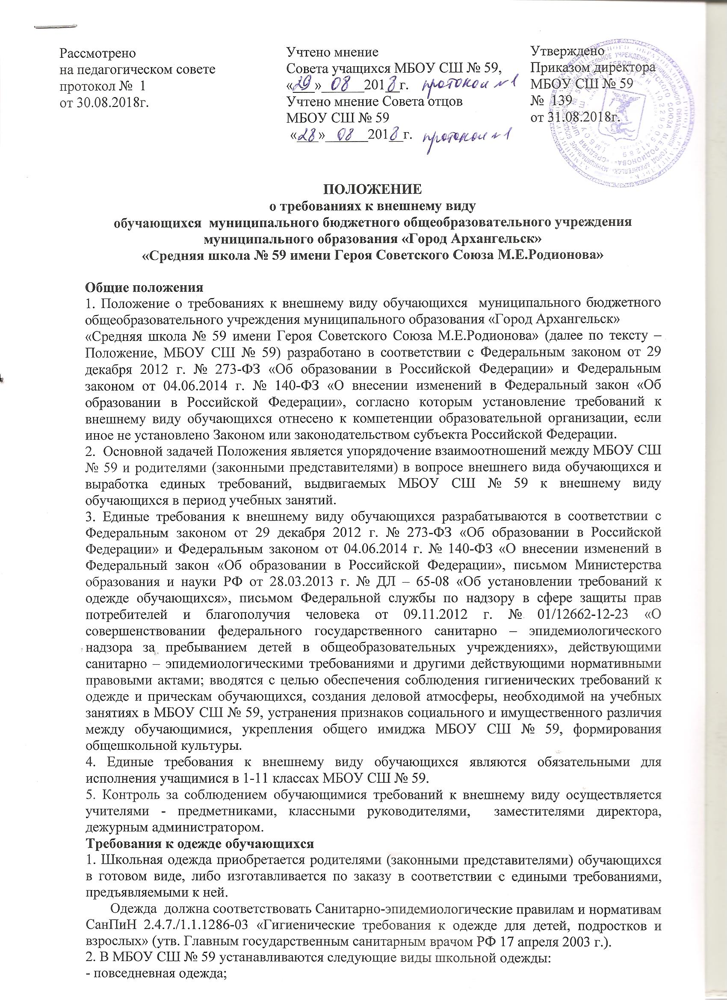 Рассмотрено
на педагогическом совете
протокол № 1
от 30.08.2018г.
Учтено мнение
Совета учащихся МБОУ СШ № 59,
«29» 08 2018 г. протокол №1
Учтено мнение Совета отцов
МБОУ СШ № 59
«28» 08 2018 г. протокол №1
Утверждено
Приказом директора
МБОУ СШ № 59
№ 139
от 31.08.2018г.
ПОЛОЖЕНИЕ
о требованиях к внешнему виду
обучающихся муниципального бюджетного общеобразовательного учреждения
муниципального образования «Город Архангельск»
«Средняя школа № 59 имени Героя Советского Союза М.Е.Родионова»
Общие положения
1. Положение о требованиях к внешнему виду обучающихся муниципального бюджетного
общеобразовательного учреждения муниципального образования «Город Архангельск»
«Средняя школа № 59 имени Героя Советского Союза М.Е.Родионова» (далее по тексту –
Положение, МБОУ СШ № 59) разработано в соответствии с Федеральным законом от 29
декабря 2012 г. № 273-ФЗ «Об образовании в Российской Федерации» и Федеральным
законом от 04.06.2014 г. № 140-ФЗ «О внесении изменений в Федеральный закон «Об
образовании в Российской Федерации», согласно которым установление требований к
внешнему виду обучающихся отнесено к компетенции образовательной организации, если
иное не установлено Законом или законодательством субъекта Российской Федерации.
2. Основной задачей Положения является упорядочение взаимоотношений между МБОУ СШ
№ 59 и родителями (законными представителями) в вопросе внешнего вида обучающихся и
выработка единых требований, выдвигаемых МБОУ СШ № 59 к внешнему виду
обучающихся в период учебных занятий.
3. Единые требования к внешнему виду обучающихся разрабатываются в соответствии с
Федеральным законом от 29 декабря 2012 г. № 273-ФЗ «Об образовании в Российской
Федерации» и Федеральным законом от 04.06.2014 г. № 140-ФЗ «О внесении изменений в
Федеральный закон «Об образовании в Российской Федерации», письмом Министерства
образования и науки РФ от 28.03.2013 г. № ДЛ – 65-08 «Об установлении требований к
одежде обучающихся», письмом Федеральной службы по надзору в сфере защиты прав
потребителей и благополучия человека от 09.11.2012 г. № 01/12662-12-23 «О
совершенствовании федерального государственного санитарно – эпидемиологического
надзора за пребыванием детей в общеобразовательных учреждениях», действующими
санитарно – эпидемиологическими требованиями и другими действующими нормативными
правовыми актами; вводятся с целью обеспечения соблюдения гигиенических требований к
одежде и прическам обучающихся, создания деловой атмосферы, необходимой на учебных
занятиях в МБОУ СШ № 59, устранения признаков социального и имущественного различия
между обучающимися, укрепления общего имиджа МБОУ СШ № 59, формирования
общешкольной культуры.
4. Единые требования к внешнему виду обучающихся являются обязательными для
исполнения учащимися в 1-11 классах МБОУ СШ № 59.
5. Контроль за соблюдением обучающимися требований к внешнему виду осуществляется
учителями - предметниками, классными руководителями, заместителями директора,
дежурным администратором.
Требования к одежде обучающихся
1. Школьная одежда приобретается родителями (законными представителями) обучающихся
в готовом виде, либо изготавливается по заказу в соответствии с едиными требованиями,
предъявляемыми к ней.
Одежда должна соответствовать Санитарно-эпидемиологические правилам и нормативам
СанПиН 2.4.7./1.1.1286-03 «Гигиенические требования к одежде для детей, подростков и
взрослых» (утв. Главным государственным санитарным врачом РФ 17 апреля 2003 г.).
2. В МБОУ СШ № 59 устанавливаются следующие виды школьной одежды:
- повседневная одежда;